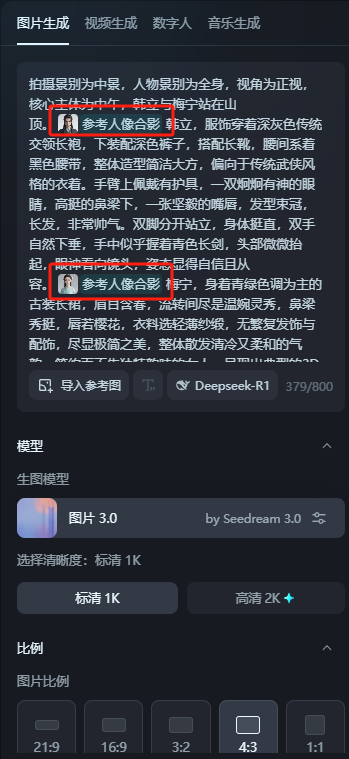 图片生成 视频生成 数字人 音乐生成
拍摄景别为中景，人物景别为全身，视角为正视，
核心主体为中午，韩立与梅宁站在山
顶。 参考人像合影 韩立，服饰穿着深灰色传统
交领长袍，下装配深色裤子，搭配长靴，腰间系着
黑色腰带，整体造型简洁大方，偏向于传统武侠风
格的衣着。手臂上佩戴有护具，一双炯炯有神的眼
睛，高挺的鼻梁下，一张坚毅的嘴唇，发型束冠，
长发，非常帅气。双脚分开站立，身体挺直，双手
自然下垂，手中似乎握着青色长剑，头部微微抬
起，眼神看向镜头，姿态显得自信且从
容。 参考人像合影 梅宁，身着青绿色调为主的
古装长裙，眉目含春，流转间尽是温婉灵秀，鼻梁
秀挺，唇若樱花，衣料选轻薄纱缎，无繁复发饰与
配饰，尽显极简之美，整体散发清冷又柔和的气
导入参考图 T Deepseek-R1 379/800
模型
生图模型
图片 3.0 by Seedream 3.0
选择清晰度：标清 1K
标清 1K 高清 2K
比例
图片比例
21:9 16:9 3:2 4:3 1:1